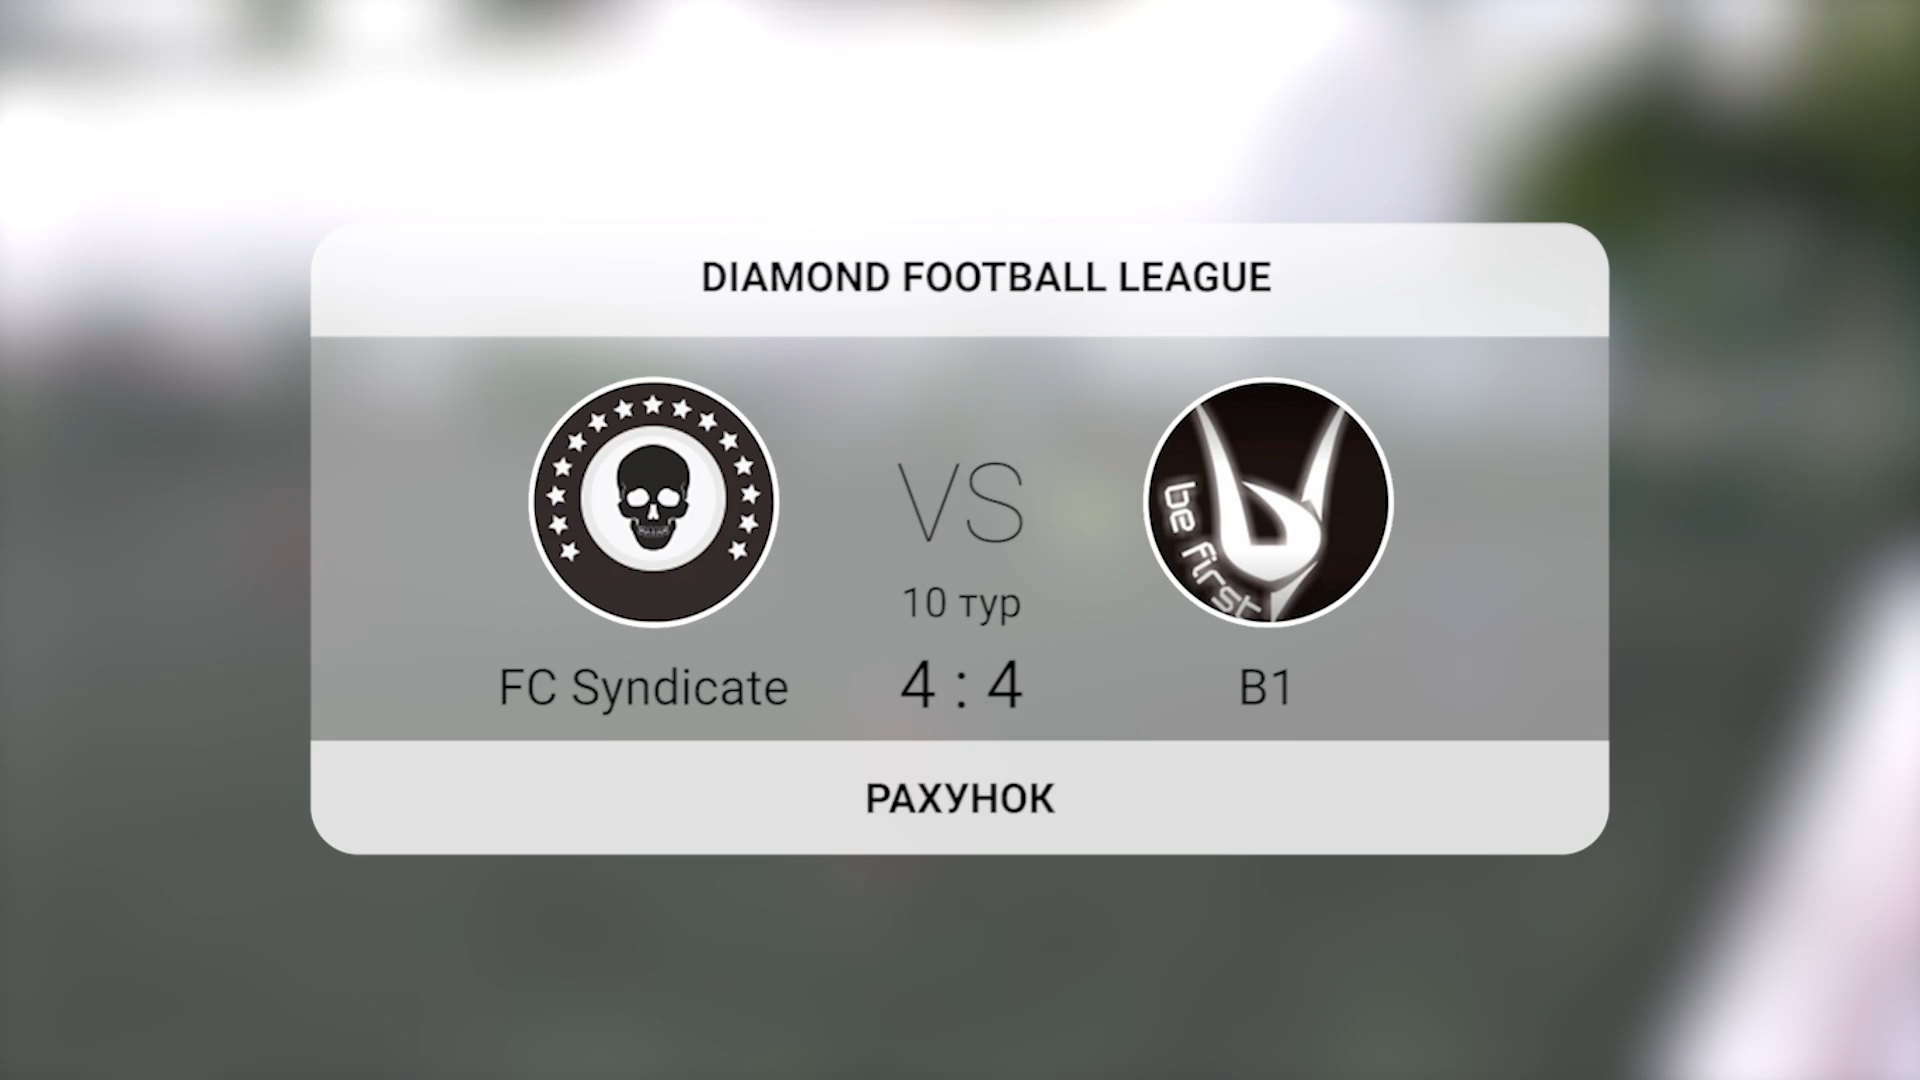 DIAMOND FOOTBALL LEAGUE
be first
VS
10 тур
FC Syndicate
4 : 4
B1
РАХУНОК